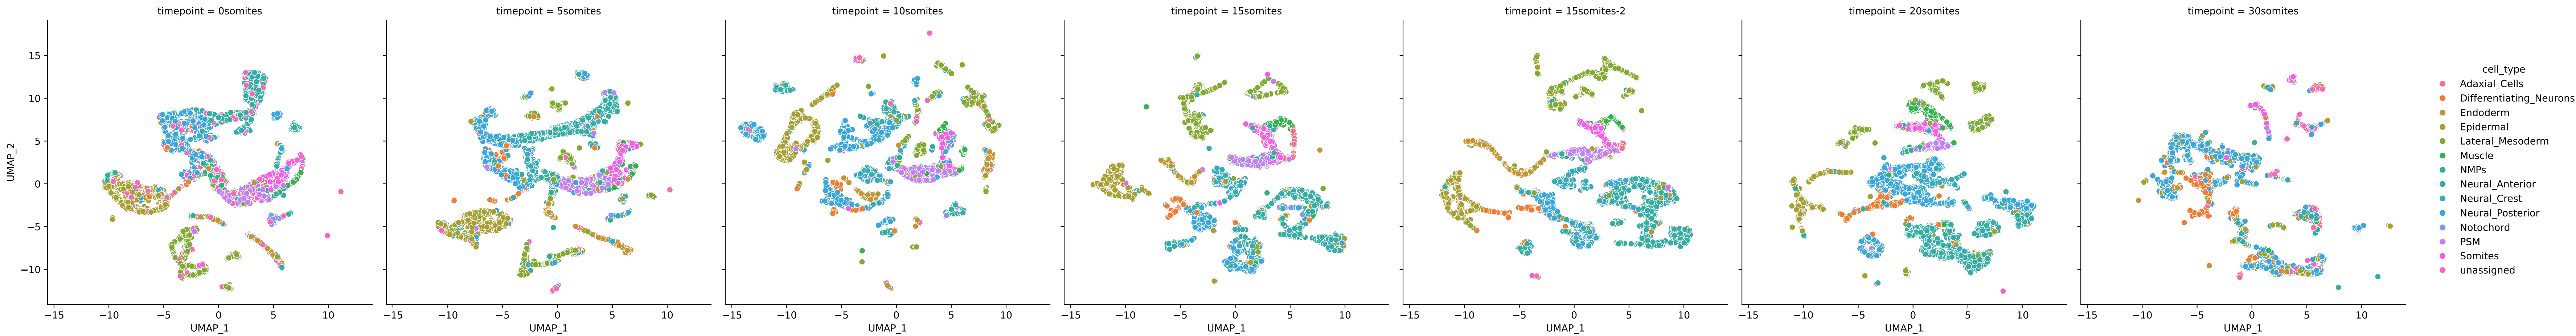 timepoint = 0somites
timepoint = 5somites
timepoint = 10somites
timepoint = 15somites
timepoint = 15somites-2
timepoint = 20somites
timepoint = 30somites
UMAP_2
15
10
5
0
−5
−10
−15 −10 −5 0 5 10
−15 −10 −5 0 5 10
−15 −10 −5 0 5 10
−15 −10 −5 0 5 10
−15 −10 −5 0 5 10
−15 −10 −5 0 5 10
−15 −10 −5 0 5 10
UMAP_1
UMAP_1
UMAP_1
UMAP_1
UMAP_1
UMAP_1
UMAP_1
cell_type
Adaxial_Cells
Differentiating_Neurons
Endoderm
Epidermal
Lateral_Mesoderm
Muscle
NMPs
Neural_Anterior
Neural_Crest
Neural_Posterior
Notochord
PSM
Somites
unassigned